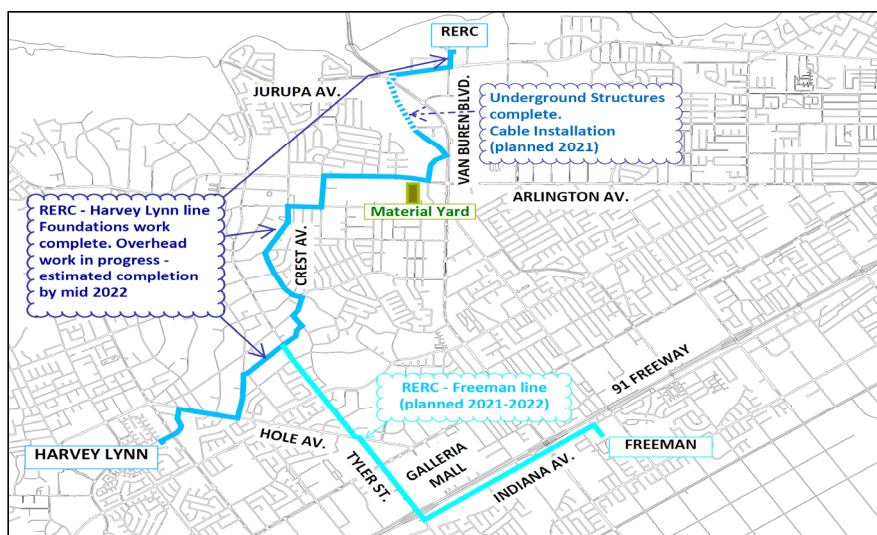 RERC
JURUPA AV.
VAN BUREN BLVD.
Underground Structures
complete.
Cable Installation
(planned 2021)
ARLINGTON AV.
Material Yard
RERC - Harvey Lynn line
Foundations work
complete. Overhead
work in progress -
estimated completion
by mid 2022
CREST AV.
91 FREEWAY
RERC - Freeman line
(planned 2021-2022)
HOLE AV.
HARVEY LYNN
TYLER ST.
GALLERIA
MALL
INDIANA AV.
FREEMAN